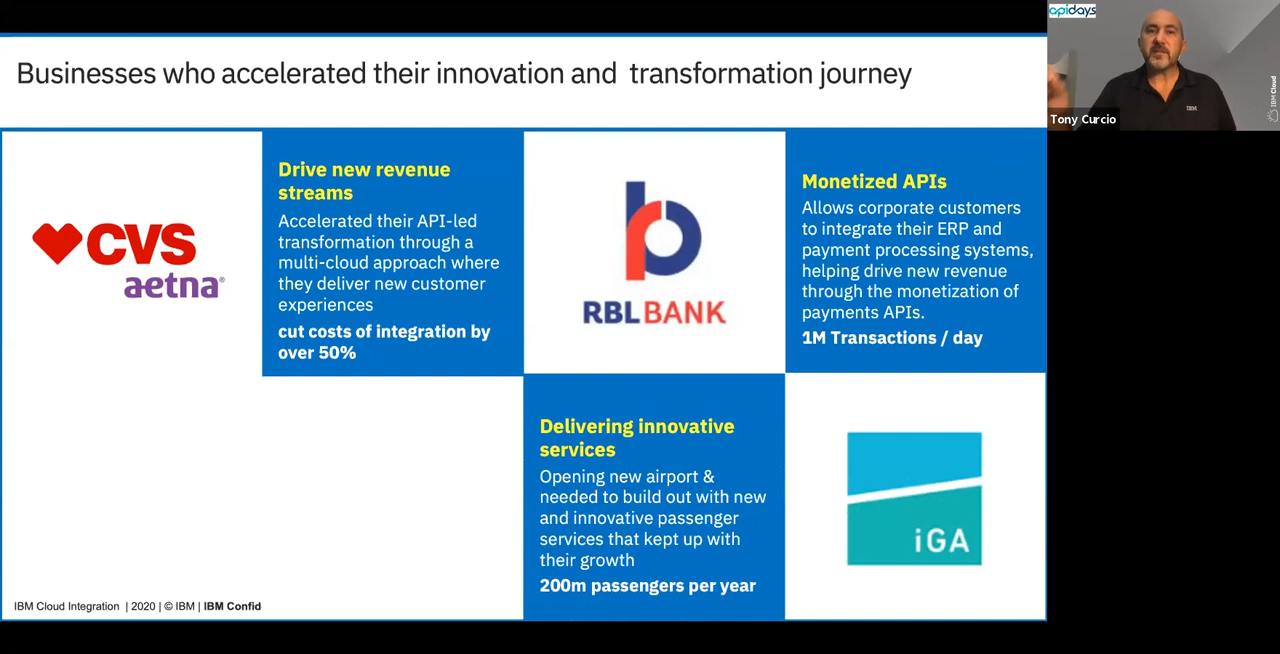 Businesses who accelerated their innovation and transformation journey
apidays
IBM
IBM Cloud
Tony Curcio
CVS
aetna®
Drive new revenue
streams
Accelerated their API-led
transformation through a
multi-cloud approach where
they deliver new customer
experiences
cut costs of integration by
over 50%
RBL BANK
Monetized APIs
Allows corporate customers
to integrate their ERP and
payment processing systems,
helping drive new revenue
through the monetization of
payments APIs.
1M Transactions / day
Delivering innovative
services
Opening new airport &
needed to build out with new
and innovative passenger
services that kept up with
their growth
200m passengers per year
iGA
IBM Cloud Integration | 2020 | © IBM | IBM Confid